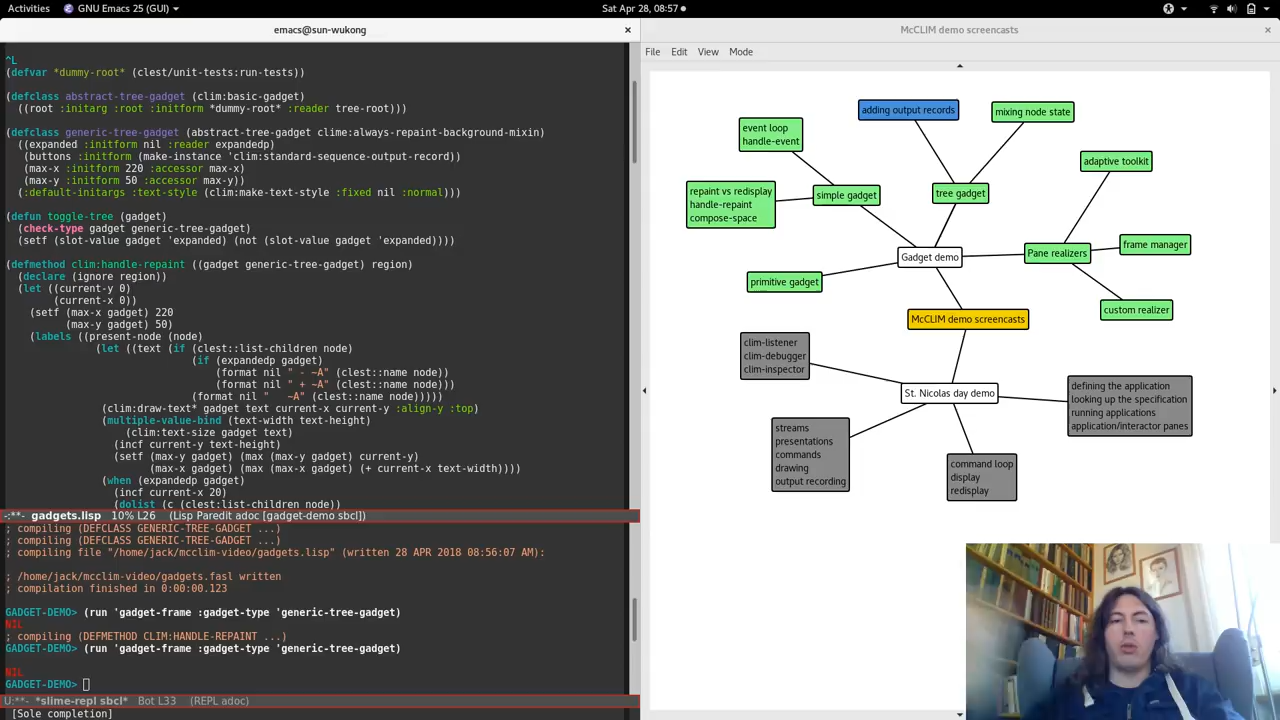 Activities GNU Emacs 25 (GUI) Sat Apr 28, 08:57
emacs@sun-wukong
^L
(defvar *dummy-root* (clest/unit-tests:run-tests))
(defclass abstract-tree-gadget (clim:basic-gadget)
  ((root :initarg :root :initform *dummy-root* :reader tree-root)))
(defclass generic-tree-gadget (abstract-tree-gadget clime:always-repaint-background-mixin)
  ((expanded :initform nil :reader expandedp)
   (buttons :initform (make-instance 'clim:standard-sequence-output-record))
   (max-x :initform 220 :accessor max-x)
   (max-y :initform 50 :accessor max-y))
  (:default-initargs :text-style (clim:make-text-style :fixed nil :normal)))
(defun toggle-tree (gadget)
  (check-type gadget generic-tree-gadget)
  (setf (slot-value gadget 'expanded) (not (slot-value gadget 'expanded))))
(defmethod clim:handle-repaint ((gadget generic-tree-gadget) region)
  (declare (ignore region))
  (let ((current-y 0)
        (current-x 0))
    (setf (max-x gadget) 220
          (max-y gadget) 50)
    (labels ((present-node (node)
               (let ((text (if (clest::list-children node)
                               (if (expandedp gadget)
                                   (format nil " - ~A" (clest::name node))
                                   (format nil " + ~A" (clest::name node)))
                               (format nil "   ~A" (clest::name node)))))
                 (clim:draw-text* gadget text current-x current-y :align-y :top)
                 (multiple-value-bind (text-width text-height)
                     (clim:text-size gadget text)
                   (incf current-y text-height)
                   (setf (max-y gadget) (max (max-y gadget) current-y)
                         (max-x gadget) (max (max-x gadget) (+ current-x text-width))))
                 (when (expandedp gadget)
                   (incf current-x 20)
                   (dolist (c (clest:list-children node))
-:**- gadgets.lisp 10% L26 (Lisp Paredit adoc [gadget-demo sbcl])
; compiling (DEFCLASS GENERIC-TREE-GADGET ...)
; compiling (DEFCLASS GENERIC-TREE-GADGET ...)
; compiling file "/home/jack/mcclim-video/gadgets.lisp" (written 28 APR 2018 08:56:07 AM):
; /home/jack/mcclim-video/gadgets.fasl written
; compilation finished in 0:00:00.123
GADGET-DEMO> (run 'gadget-frame :gadget-type 'generic-tree-gadget)
NIL
; compiling (DEFMETHOD CLIM:HANDLE-REPAINT ...)
GADGET-DEMO> (run 'gadget-frame :gadget-type 'generic-tree-gadget)
NIL
GADGET-DEMO>
U:**- *slime-repl sbcl* Bot L33 (REPL adoc)
[Sole completion]
McCLIM demo screencasts
File Edit View Mode
adding output records
mixing node state
event loop
handle-event
adaptive toolkit
repaint vs redisplay
handle-repaint
compose-space
simple gadget
tree gadget
frame manager
Pane realizers
Gadget demo
primitive gadget
custom realizer
McCLIM demo screencasts
clim-listener
clim-debugger
clim-inspector
St. Nicolas day demo
defining the application
looking up the specification
running applications
application/interactor panes
streams
presentations
commands
drawing
output recording
command loop
display
redisplay